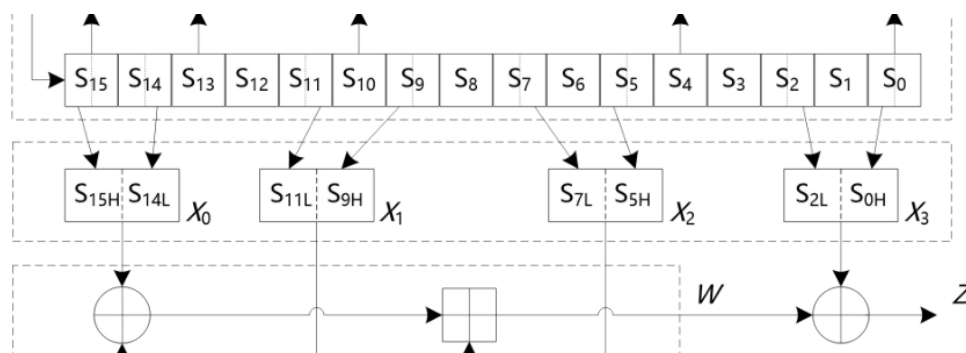 S15 S14 S13 S12 S11 S10 S9 S8 S7 S6 S5 S4 S3 S2 S1 S0
S15H S14L X0 S11L S9H X1 S7L S5H X2 S2L S0H X3
W Z